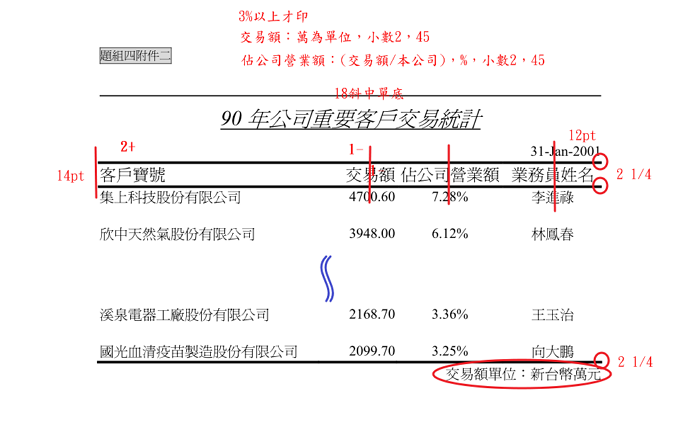 3%以上才印
交易額：萬為單位，小數2，45
題組四附件二
佔公司營業額：(交易額/本公司)，%，小數2，45
18斜中單底
90 年公司重要客戶交易統計
12pt
2+ 1-
31-Jan-2001
14pt 客戶寶號 交易額 佔公司營業額 業務員姓名 2 1/4
集上科技股份有限公司 4700.60 7.28% 李進祿
欣中天然氣股份有限公司 3948.00 6.12% 林鳳春
溪泉電器工廠股份有限公司 2168.70 3.36% 王玉治
國光血清疫苗製造股份有限公司 2099.70 3.25% 向大鵬
2 1/4
交易額單位：新台幣萬元